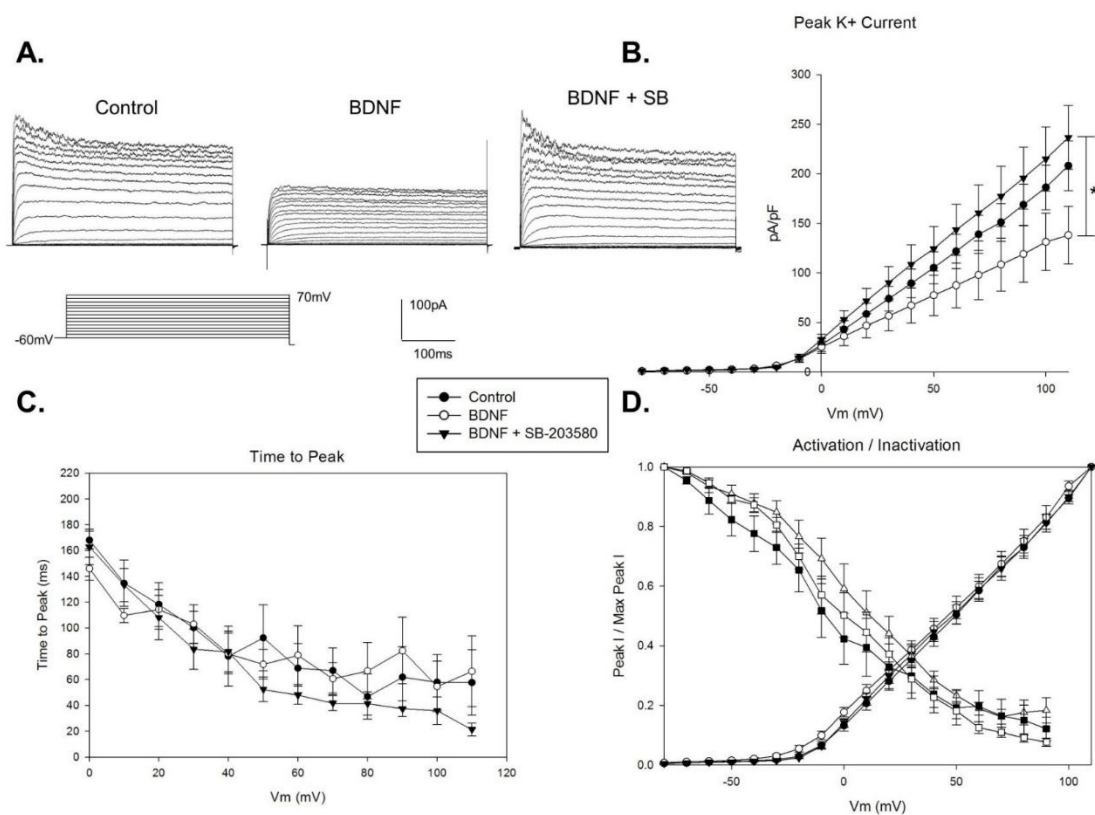 A.
Control
BDNF
BDNF + SB
-60mV
70mV
100pA
100ms
Peak K+ Current
B.
300
250
200
150
100
50
0
pA/pF
*
-50
0
50
100
Vm (mV)
Control
BDNF
BDNF + SB-203580
C.
Time to Peak
220
200
180
160
140
120
100
80
60
40
20
0
Time to Peak (ms)
0
20
40
60
80
100
120
Vm (mV)
D.
Activation / Inactivation
1.0
0.8
0.6
0.4
0.2
0.0
Peak I / Max Peak I
-50
0
50
100
Vm (mV)